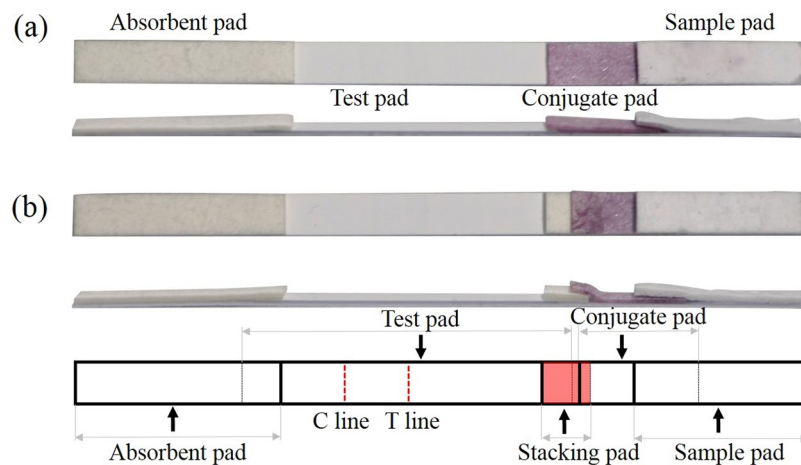 (a)
Absorbent pad
Sample pad
Test pad
Conjugate pad
(b)
Test pad
Conjugate pad
C line
T line
Absorbent pad
Stacking pad
Sample pad